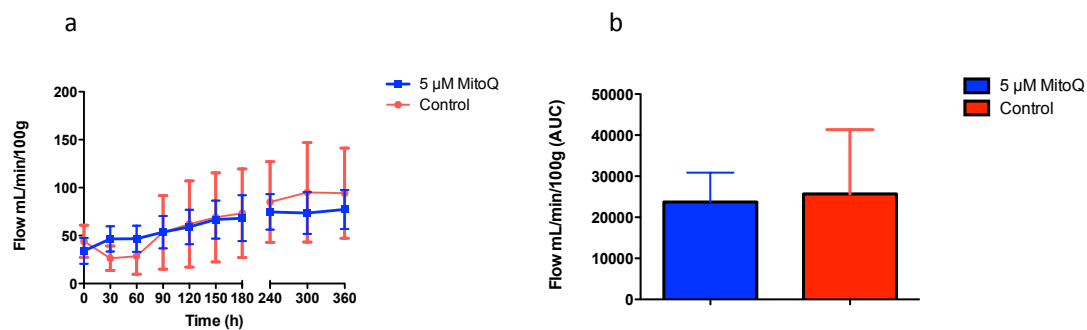 a
5 µM MitoQ
Control
Flow mL/min/100g
200
150
100
50
0
0 30 60 90 120 150 180 240 300 360
Time (h)
b
5 µM MitoQ
Control
Flow mL/min/100g (AUC)
50000
40000
30000
20000
10000
0